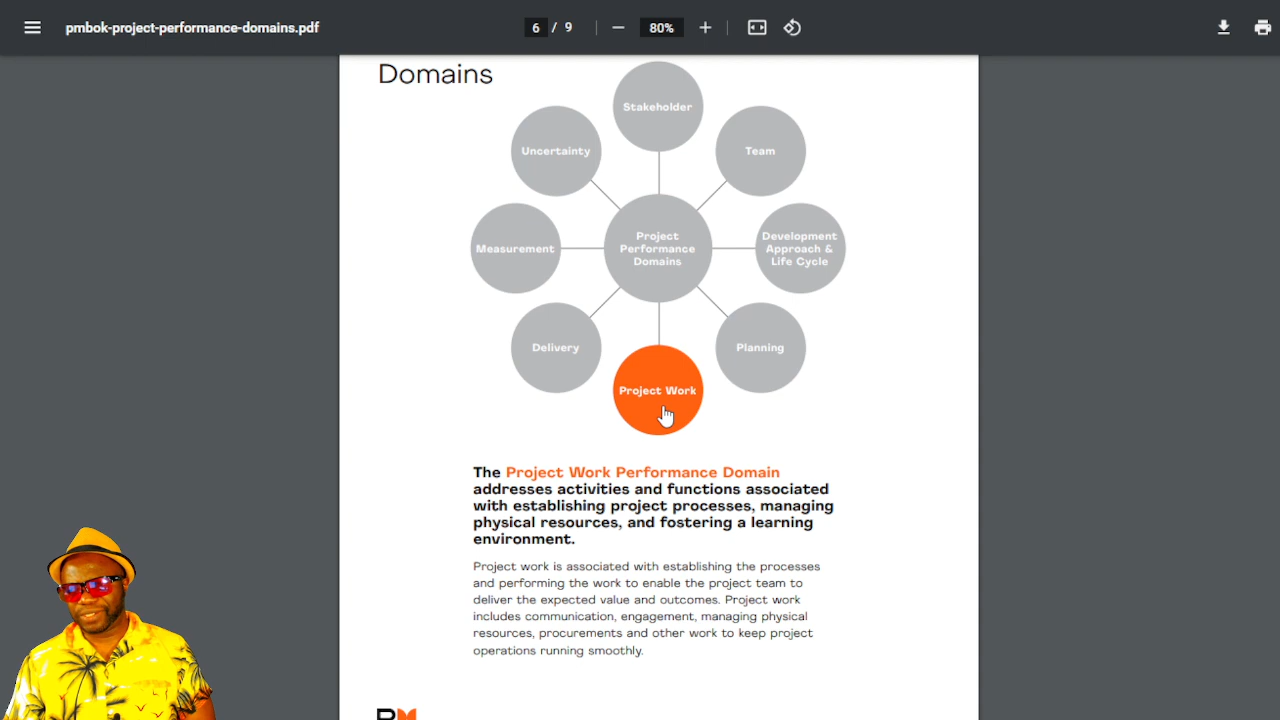 pmbok-project-performance-domains.pdf
6 / 9
80%
Domains
Stakeholder
Uncertainty
Team
Measurement
Project
Performance
Domains
Development
Approach &
Life Cycle
Delivery
Planning
Project Work
The Project Work Performance Domain
addresses activities and functions associated
with establishing project processes, managing
physical resources, and fostering a learning
environment.
Project work is associated with establishing the processes
and performing the work to enable the project team to
deliver the expected value and outcomes. Project work
includes communication, engagement, managing physical
resources, procurements and other work to keep project
operations running smoothly.